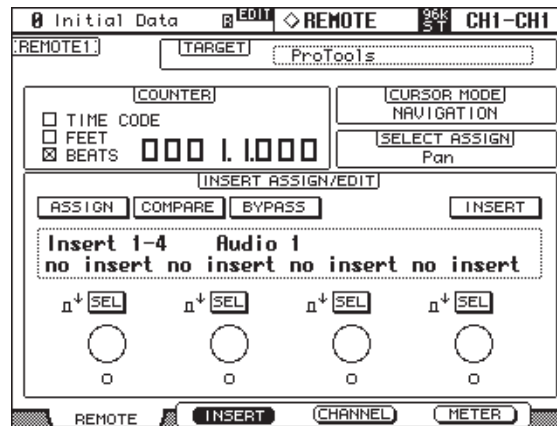 0 Initial Data EDIT REMOTE 96k ST CH1-CH1
REMOTE1 TARGET ProTools
COUNTER
TIME CODE
FEET
BEATS 000 1.1.000
CURSOR MODE
NAVIGATION
SELECT ASSIGN
Pan
INSERT ASSIGN/EDIT
ASSIGN COMPARE BYPASS INSERT
Insert 1-4 Audio 1
no insert no insert no insert no insert
SEL SEL SEL SEL
REMOTE INSERT CHANNEL METER